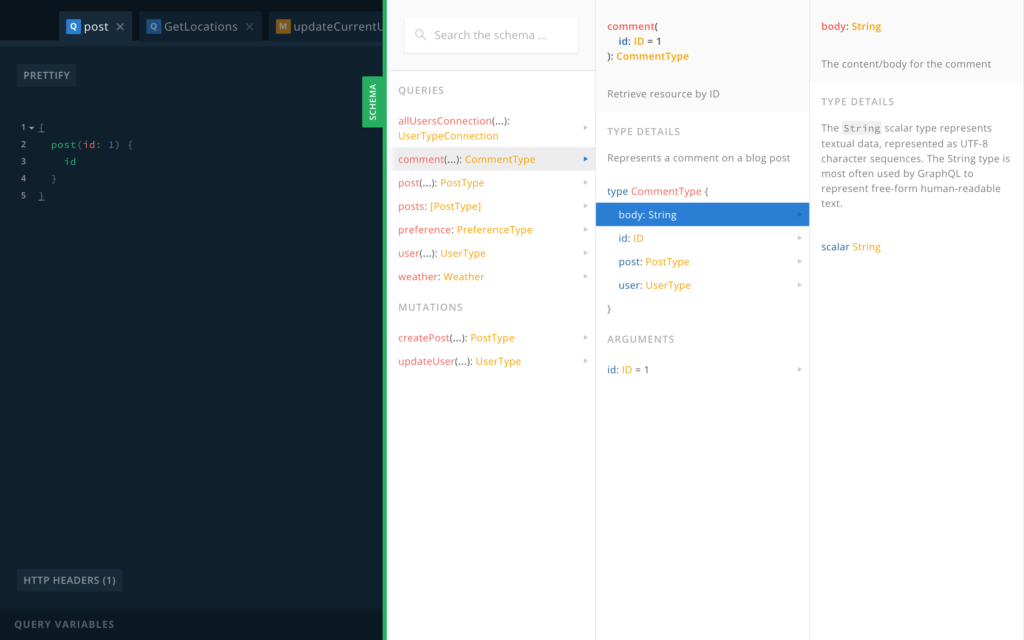 Q post ×
Q GetLocations ×
M updateCurrentU
PRETTIFY
1 {
2 post(id: 1) {
3 id
4 }
5 }
HTTP HEADERS (1)
QUERY VARIABLES
SCHEMA
Search the schema ...
QUERIES
allUsersConnection(...):
UserTypeConnection
comment(...): CommentType
post(...): PostType
posts: [PostType]
preference: PreferenceType
user(...): UserType
weather: Weather
MUTATIONS
createPost(...): PostType
updateUser(...): UserType
comment(
id: ID = 1
): CommentType
Retrieve resource by ID
TYPE DETAILS
Represents a comment on a blog post
type CommentType {
body: String
id: ID
post: PostType
user: UserType
}
ARGUMENTS
id: ID = 1
body: String
The content/body for the comment
TYPE DETAILS
The String scalar type represents
textual data, represented as UTF-8
character sequences. The String type is
most often used by GraphQL to
represent free-form human-readable
text.
scalar String